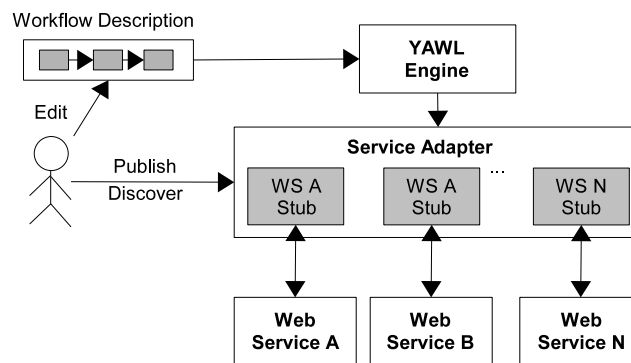 Workflow Description
YAWL
Engine
Edit
Publish
Discover
Service Adapter
WS A
Stub
WS A
Stub
...
WS N
Stub
Web
Service A
Web
Service B
Web
Service N